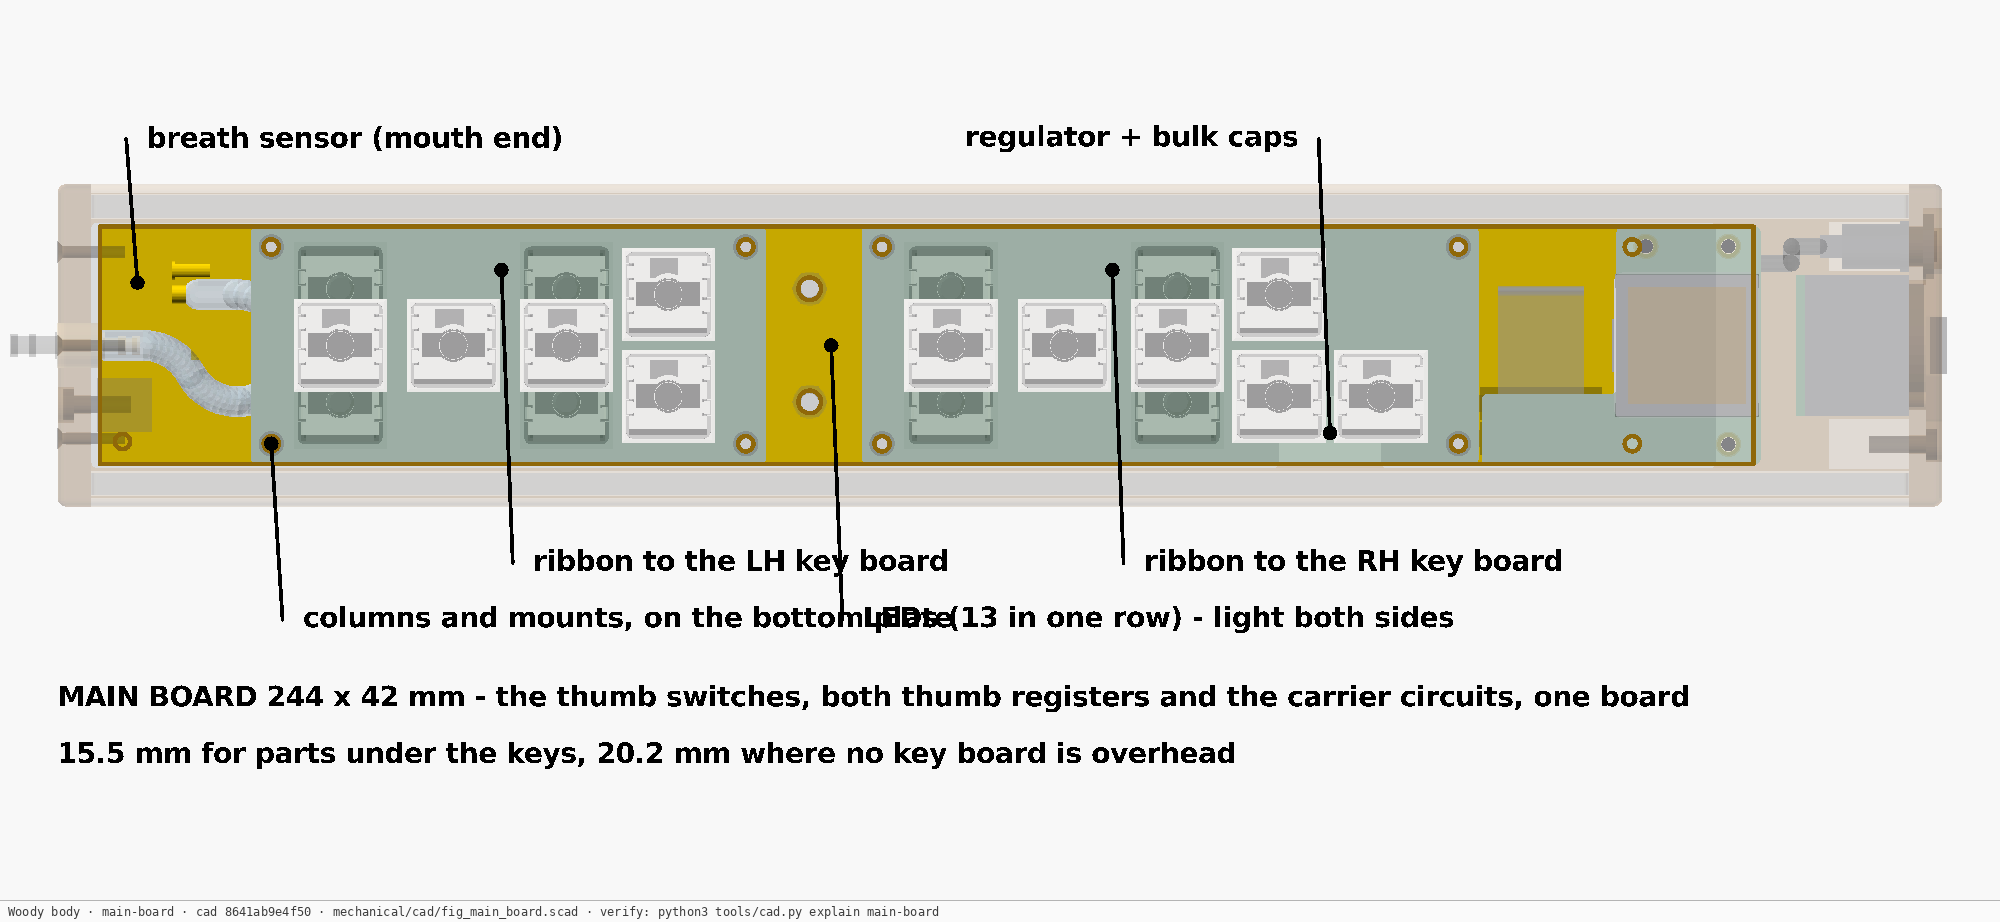 breath sensor (mouth end)
regulator + bulk caps
ribbon to the LH key board
ribbon to the RH key board
columns and mounts, on the bottom plate
LEDs (13 in one row) - light both sides
MAIN BOARD 244 x 42 mm - the thumb switches, both thumb registers and the carrier circuits, one board
15.5 mm for parts under the keys, 20.2 mm where no key board is overhead
Woody body · main-board · cad 8641ab9e4f50 · mechanical/cad/fig_main_board.scad · verify: python3 tools/cad.py explain main-board